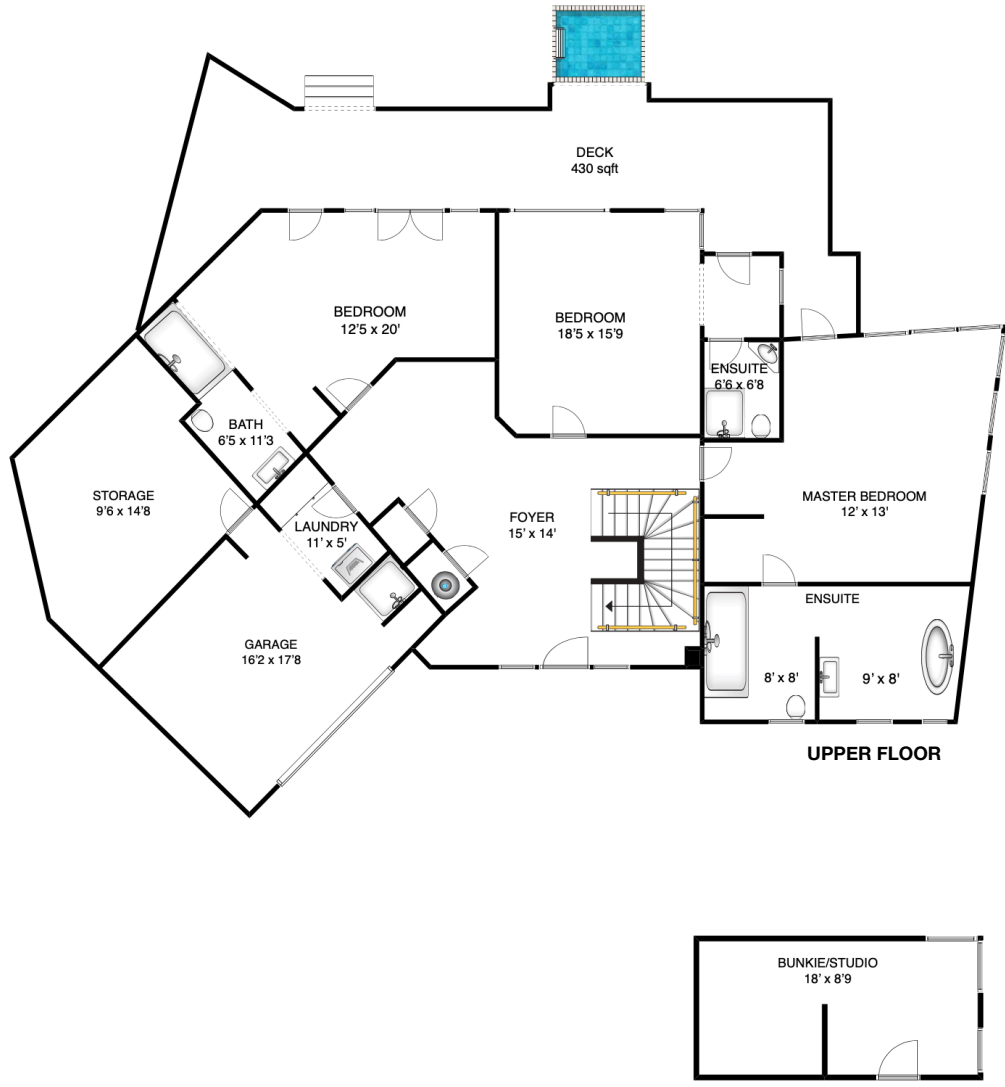 DECK
430 sqft
BEDROOM
12'5 x 20'
BEDROOM
18'5 x 15'9
ENSUITE
6'6 x 6'8
BATH
6'5 x 11'3
STORAGE
9'6 x 14'8
LAUNDRY
11' x 5'
FOYER
15' x 14'
MASTER BEDROOM
12' x 13'
ENSUITE
8' x 8'
9' x 8'
GARAGE
16'2 x 17'8
UPPER FLOOR
BUNKIE/STUDIO
18' x 8'9